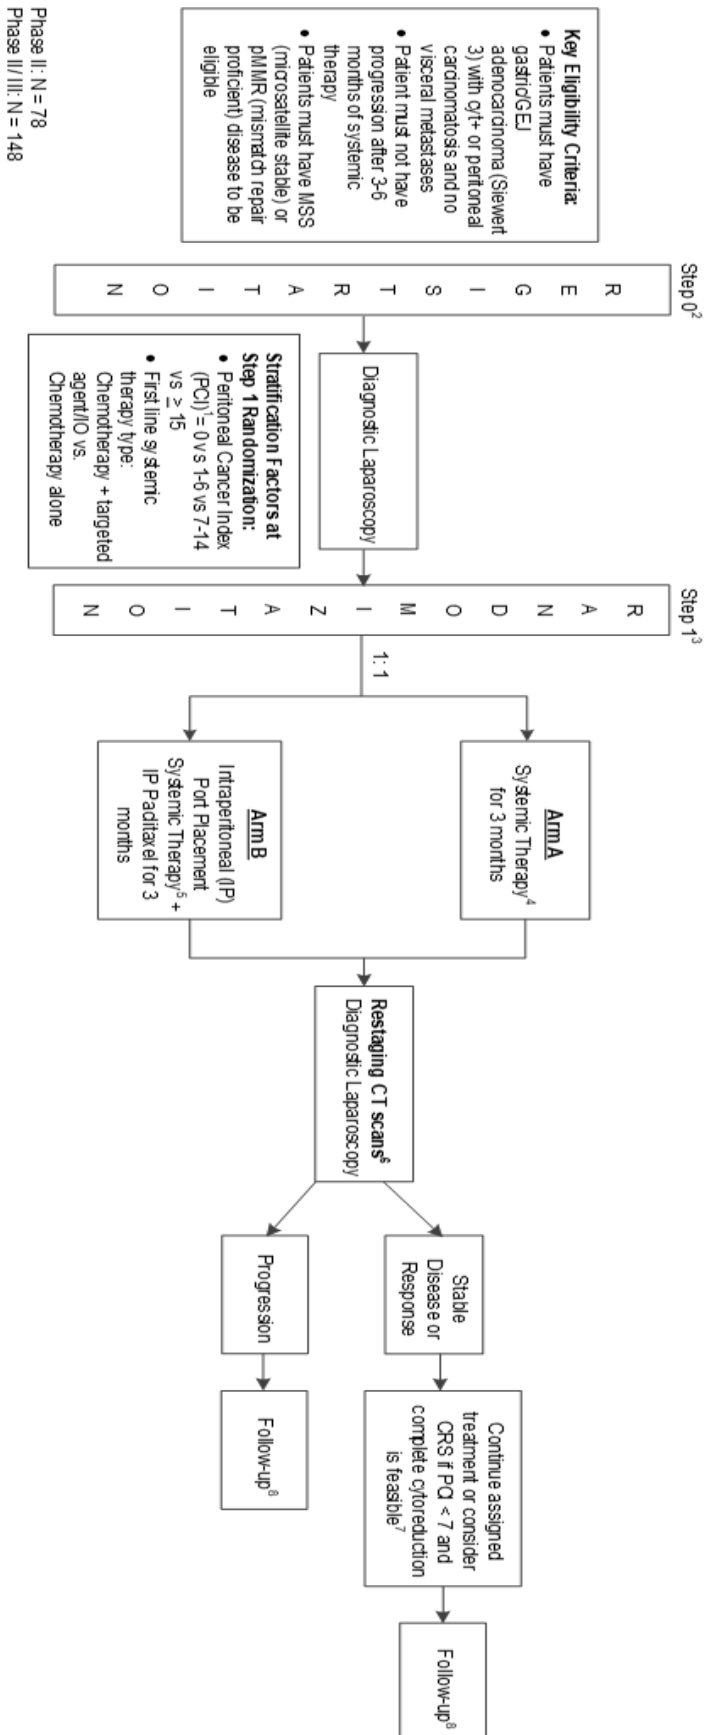 Key Eligibility Criteria:
• Patients must have
gastric/GEJ
adenocarcinoma (Siewert
3) with cyt+ or peritoneal
carcinomatosis and no
visceral metastases
• Patient must not have
progression after 3-6
months of systemic
therapy
• Patients must have MSS
(microsatellite stable) or
pMMR (mismatch repair
proficient) disease to be
eligible
Phase II: N = 78
Phase II/ III: N = 148
Step 0²
R E G I S T R A T I O N
Diagnostic Laparoscopy
Stratification Factors at
Step 1 Randomization:
• Peritoneal Cancer Index
(PCI)¹= 0 vs 1-6 vs 7-14
vs ≥ 15
• First line systemic
therapy type:
Chemotherapy + targeted
agent/IO vs.
Chemotherapy alone
Step 1³
R A N D O M I Z A T I O N
1: 1
Arm A
Systemic Therapy⁴
for 3 months
Arm B
Intraperitoneal (IP)
Port Placement
Systemic Therapy⁵ +
IP Paclitaxel for 3
months
Restaging CT scans⁶
Diagnostic Laparoscopy
Stable
Disease or
Response
Continue assigned
treatment or consider
CRS if PCI < 7 and
complete cytoreduction
is feasible⁷
Follow-up⁸
Progression
Follow-up⁸